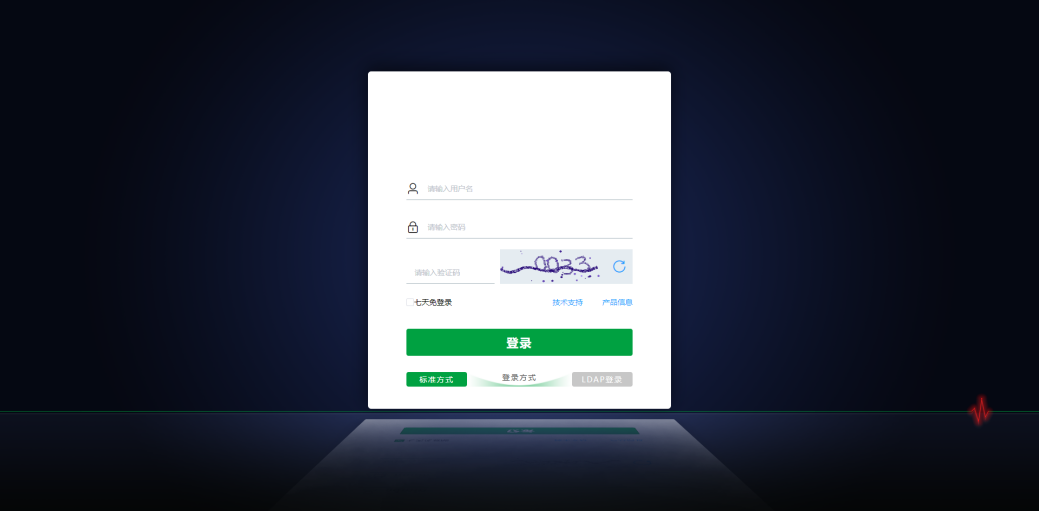 请输入用户名
请输入密码
请输入验证码 0033
七天免登录 技术支持 产品信息
登录
标准方式 登录方式 LDAP登录